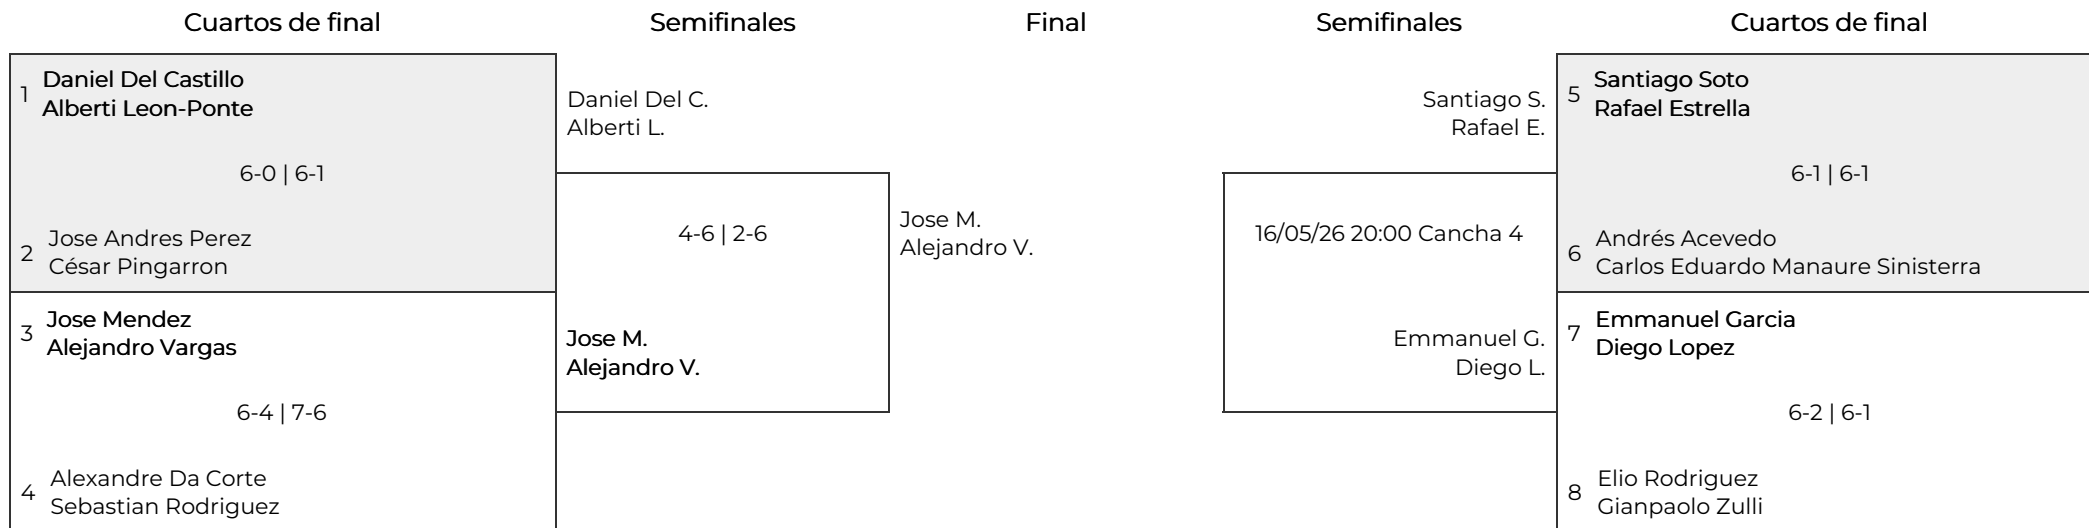 Cuartos de final
Semifinales
Final
Semifinales
Cuartos de final
1
Daniel Del Castillo
Alberti Leon-Ponte
6-0 | 6-1
2
Jose Andres Perez
César Pingarron
3
Jose Mendez
Alejandro Vargas
6-4 | 7-6
4
Alexandre Da Corte
Sebastian Rodriguez
Daniel Del C.
Alberti L.
4-6 | 2-6
Jose M.
Alejandro V.
Jose M.
Alejandro V.
Santiago S.
Rafael E.
16/05/26 20:00 Cancha 4
Emmanuel G.
Diego L.
5
Santiago Soto
Rafael Estrella
6-1 | 6-1
6
Andrés Acevedo
Carlos Eduardo Manaure Sinisterra
7
Emmanuel Garcia
Diego Lopez
6-2 | 6-1
8
Elio Rodriguez
Gianpaolo Zulli